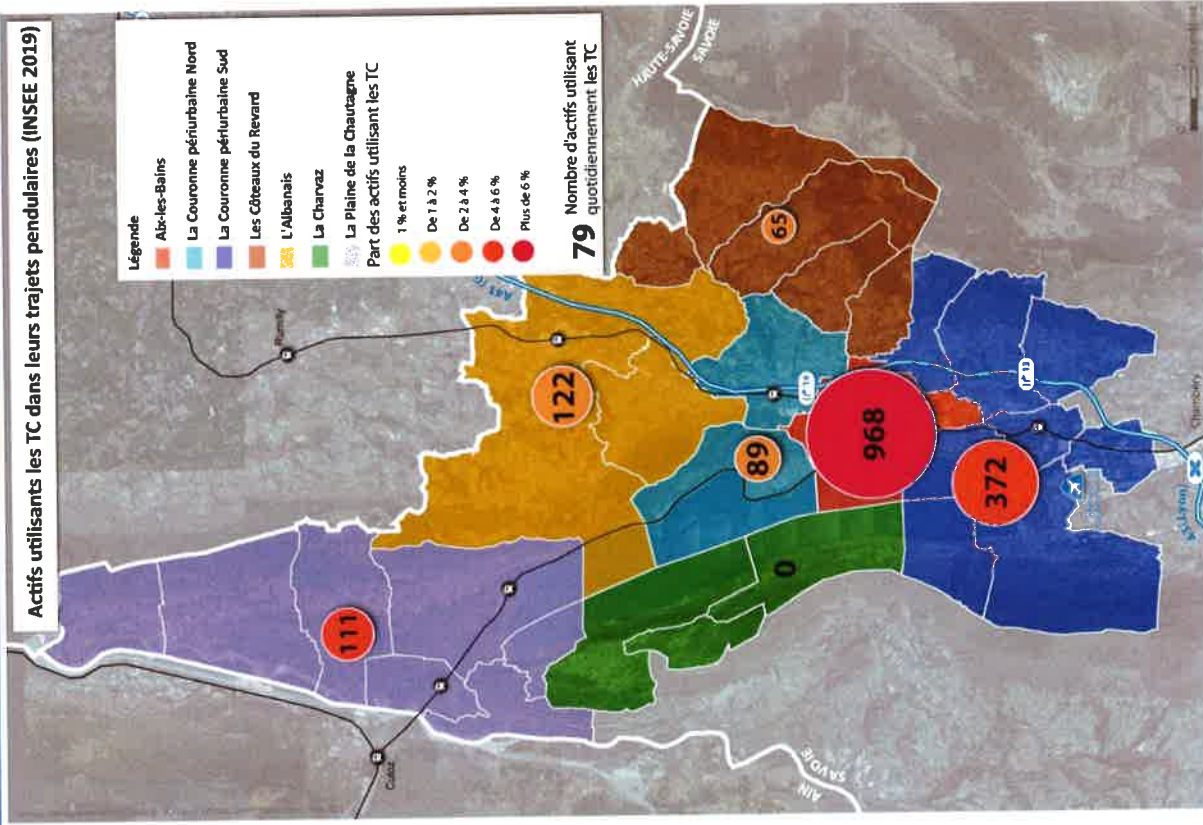 Actifs utilisants les TC dans leurs trajets pendulaires (INSEE 2019)
Légende
Aix-les-Bains
La Couronne périurbaine Nord
La Couronne périurbaine Sud
Les Côteaux du Revard
L'Albanais
La Charvaz
La Plaine de la Chautagne
Part des actifs utilisant les TC
1 % et moins
De 1 à 2 %
De 2 à 4 %
De 4 à 6 %
Plus de 6 %
79 Nombre d'actifs utilisant
quotidiennement les TC
HAUTE-SAVOIE
SAVOIE
Rumilly
A41
111
122
65
89
0
968
372
Culoz
AIN
SAVOIE
Chambéry